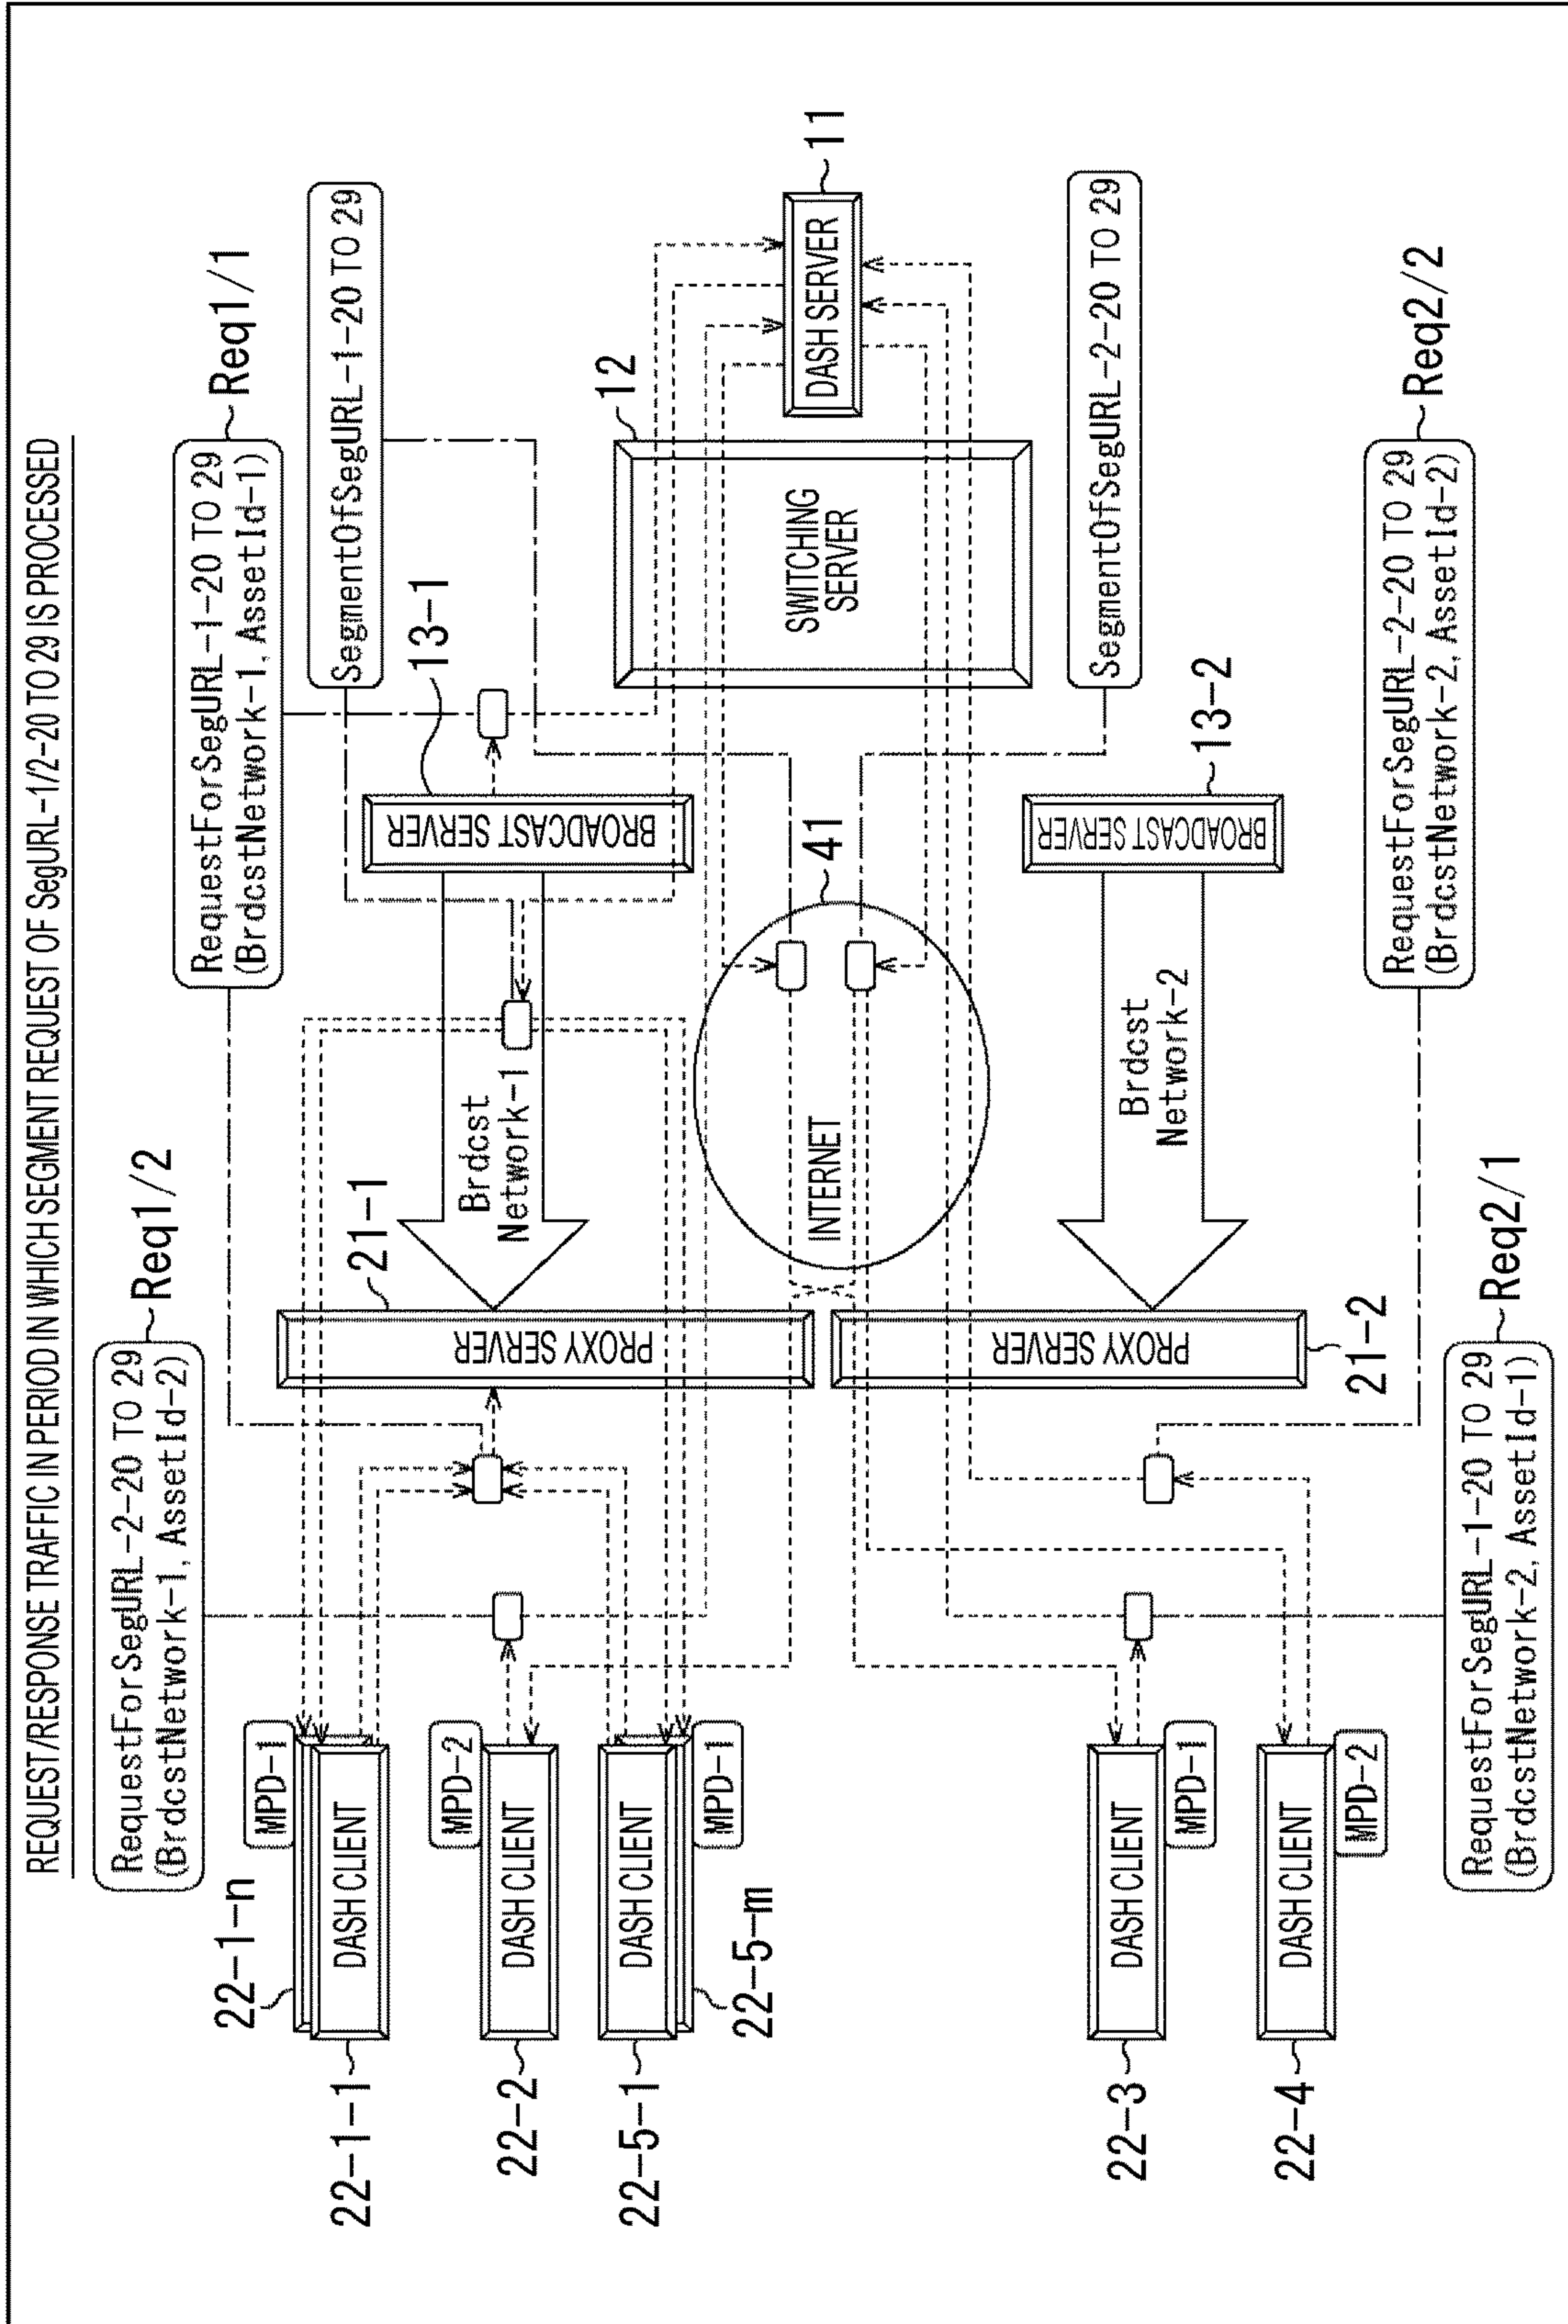 REQUEST/RESPONSE TRAFFIC IN PERIOD IN WHICH SEGMENT REQUEST OF SegURL-1/2-20 TO 29 IS PROCESSED
Req1/2
RequestForSegURL-2-20 TO 29
(BrdcstNetwork-1, AssetId-2)
Req1/1
RequestForSegURL-1-20 TO 29
(BrdcstNetwork-1, AssetId-1)
SegmentOfSegURL-1-20 TO 29
22-1-n
MPD-1
22-1-1
DASH CLIENT
MPD-2
22-2
DASH CLIENT
22-5-1
DASH CLIENT
MPD-1
22-5-m
21-1
PROXY SERVER
Brdcst
Network-1
13-1
BROADCAST SERVER
12
SWITCHING
SERVER
11
DASH SERVER
41
INTERNET
22-3
DASH CLIENT
MPD-1
22-4
DASH CLIENT
MPD-2
PROXY SERVER
21-2
Brdcst
Network-2
BROADCAST SERVER
13-2
SegmentOfSegURL-2-20 TO 29
RequestForSegURL-2-20 TO 29
(BrdcstNetwork-2, AssetId-2)
Req2/2
RequestForSegURL-1-20 TO 29
(BrdcstNetwork-2, AssetId-1)
Req2/1